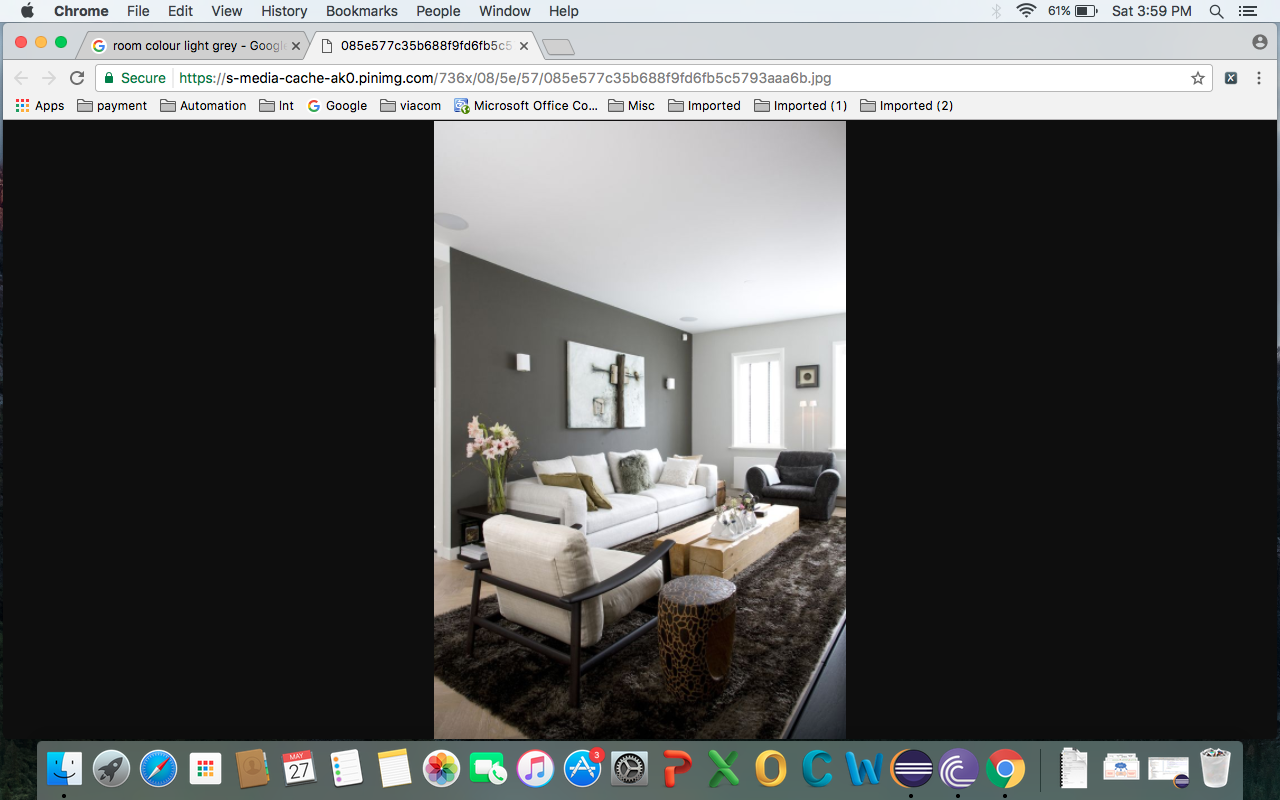 Chrome File Edit View History Bookmarks People Window Help 61% Sat 3:59 PM
room colour light grey - Googl 085e577c35b688f9fd6fb5c5
Secure https://s-media-cache-ak0.pinimg.com/736x/08/5e/57/085e577c35b688f9fd6fb5c5793aaa6b.jpg
Apps payment Automation Int Google viacom Microsoft Office Co... Misc Imported Imported (1) Imported (2)
MAY
27
3